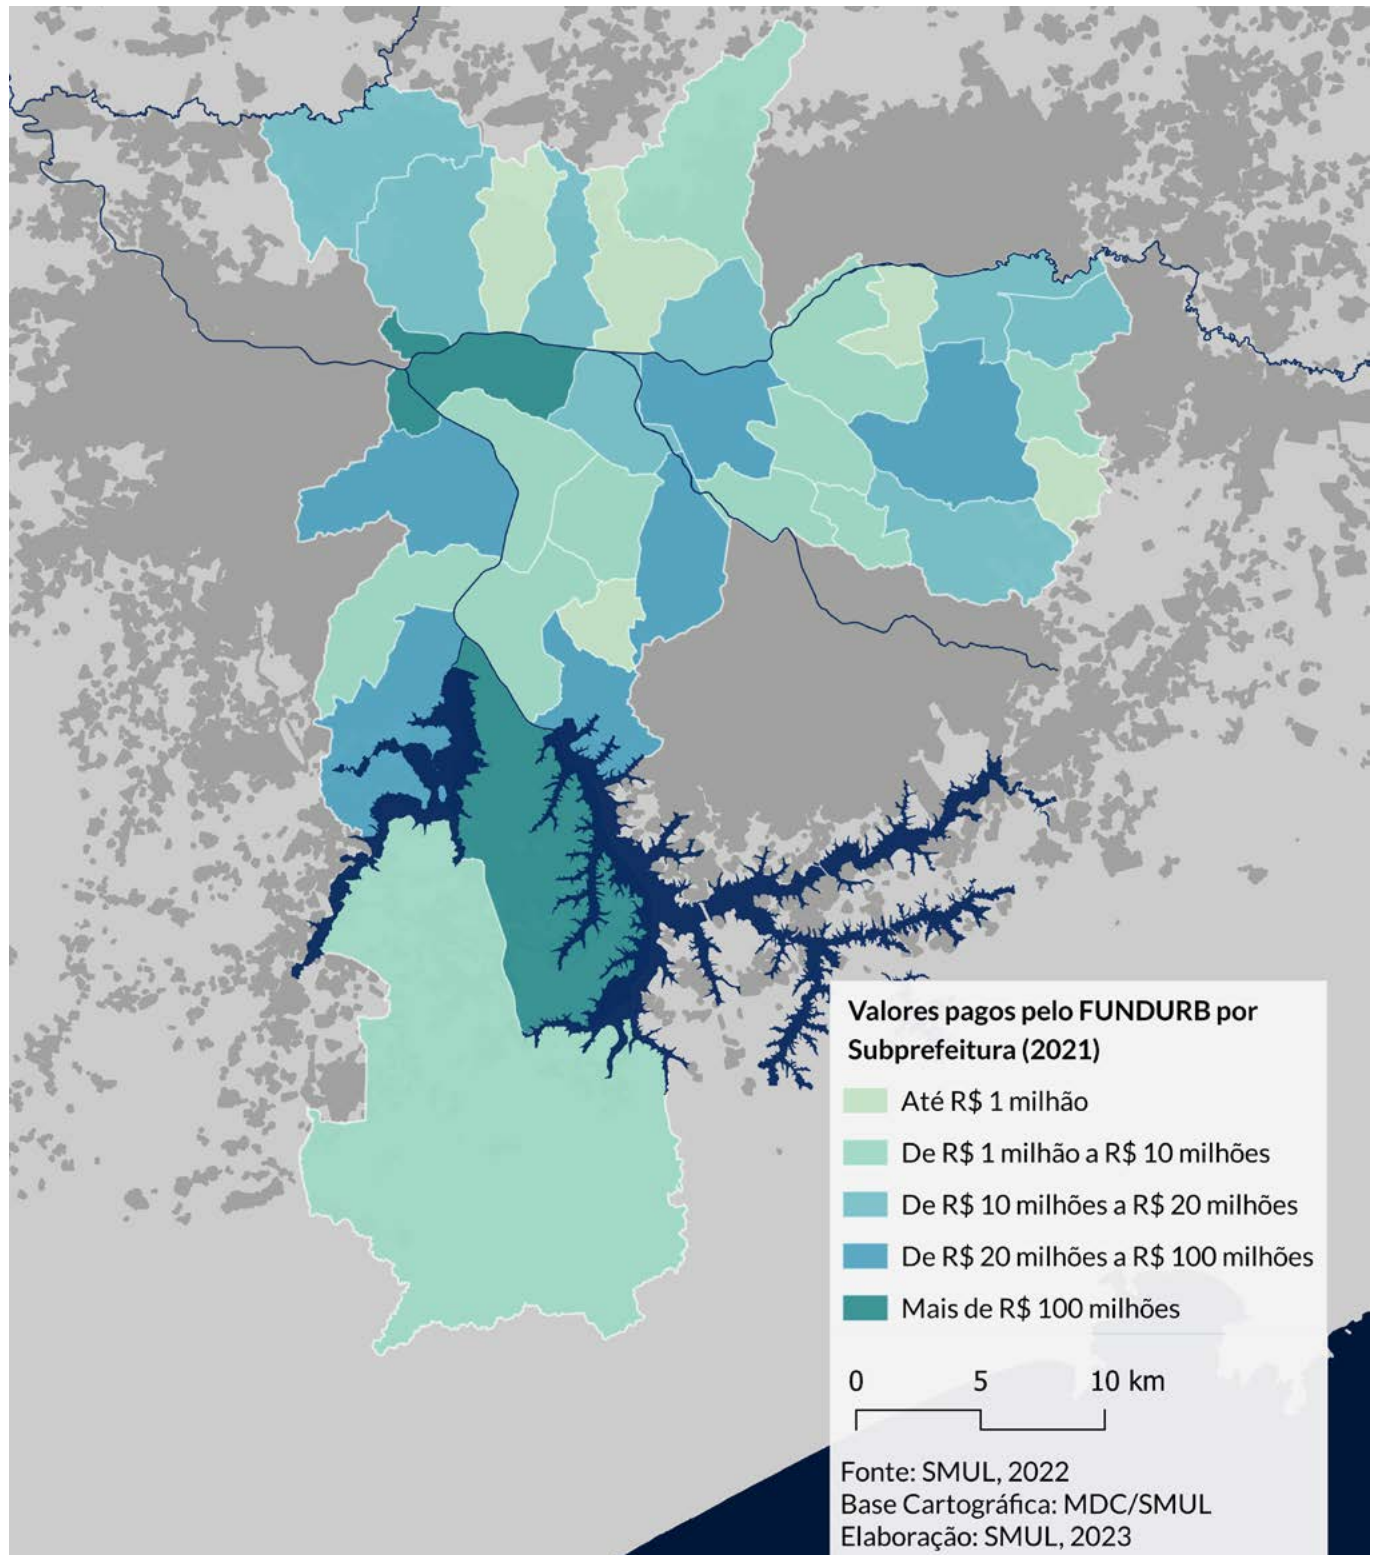 Valores pagos pelo FUNDURB por
Subprefeitura (2021)
Até R$ 1 milhão
De R$ 1 milhão a R$ 10 milhões
De R$ 10 milhões a R$ 20 milhões
De R$ 20 milhões a R$ 100 milhões
Mais de R$ 100 milhões
0 5 10 km
Fonte: SMUL, 2022
Base Cartográfica: MDC/SMUL
Elaboração: SMUL, 2023